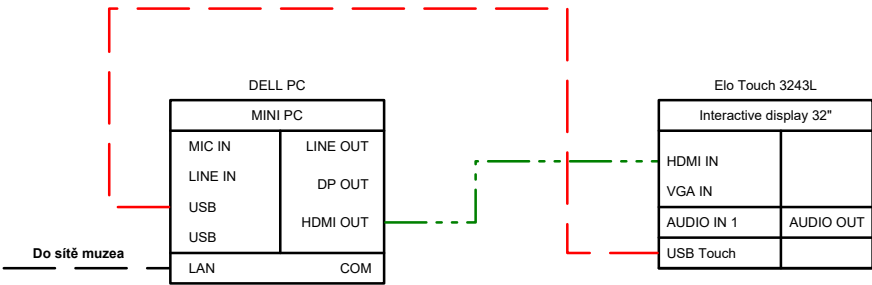 DELL PC
MINI PC
MIC IN
LINE OUT
LINE IN
DP OUT
USB
HDMI OUT
USB
LAN
COM
Do sítě muzea
Elo Touch 3243L
Interactive display 32"
HDMI IN
VGA IN
AUDIO IN 1
AUDIO OUT
USB Touch